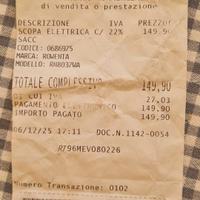 di vendita o prestazione
DESCRIZIONE IVA PREZZO
SCOPA ELETTRICA C/ 22% 149,90
SACC
CODICE: 0686975
MARCA: ROWENTA
MODELLO: RH8037WA
TOTALE COMPLESSIVO 149,90
DI CUI IVA 27,03
PAGAMENTO ELETTRONICO 149,90
IMPORTO PAGATO 149,90
06/12/25 17:11 DOC.N.1142-0054
R796MEVO80226
Numero Transazione: 0102